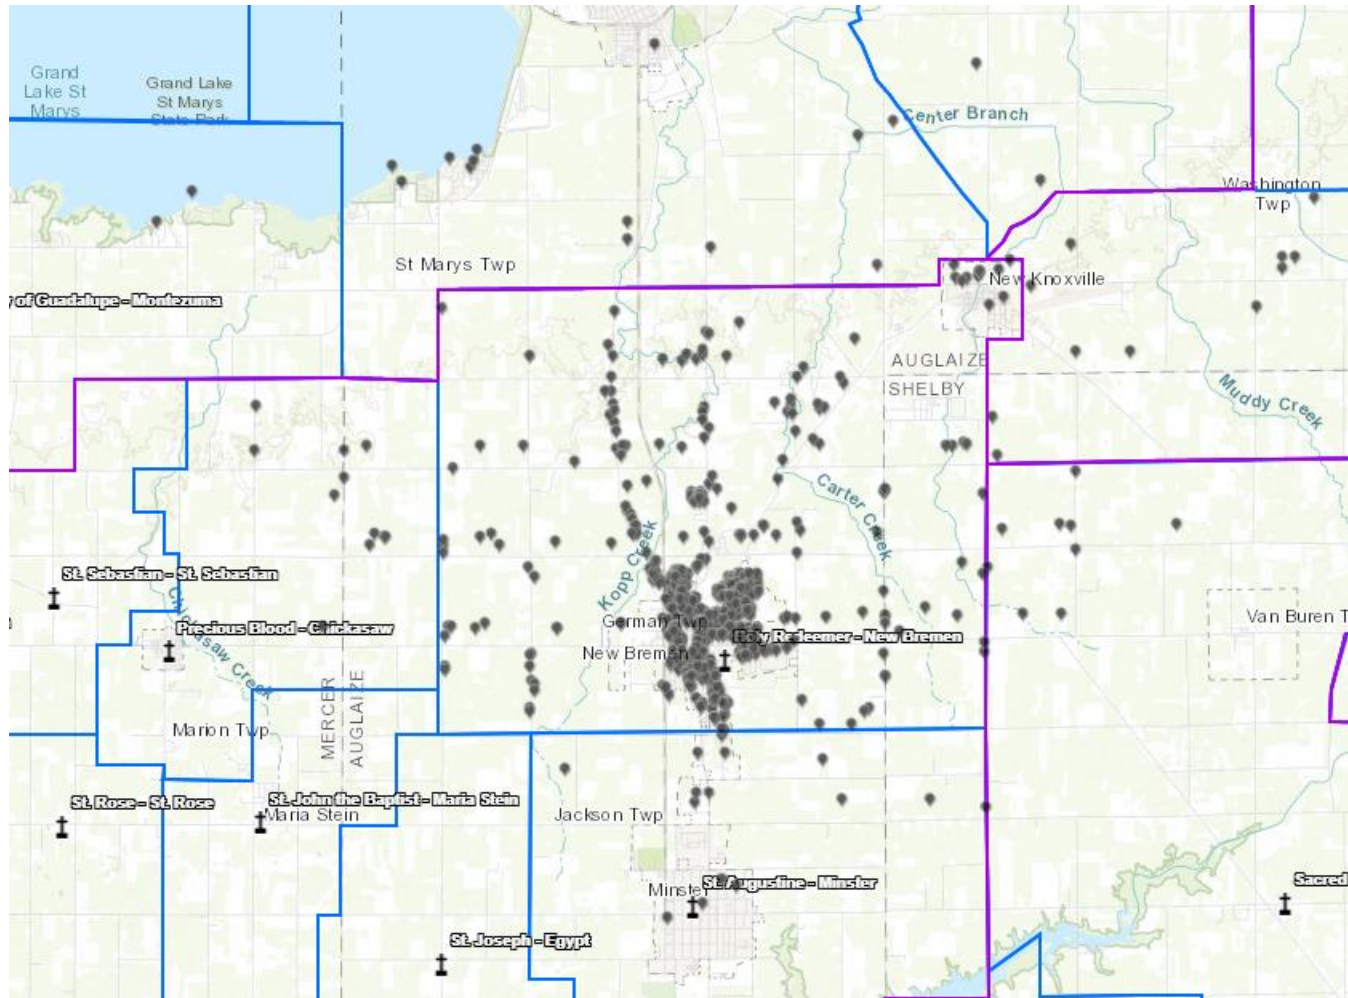 Grand
Lake St
Marys
Grand Lake
St Marys
State Park
Center Branch
Washington
Twp
St Marys Twp
New Knoxville
y of Guadalupe - Montezuma
AUGLAIZE
SHELBY
Muddy Creek
Carter Creek
Kopp Creek
St. Sebastian - St. Sebastian
Chickasaw Creek
Precious Blood - Chickasaw
German Twp
Holy Redeemer - New Bremen
New Bremen
Van Buren T
MERCER
AUGLAIZE
Marion Twp
St. Rose - St. Rose
St. John the Baptist - Maria Stein
Maria Stein
Jackson Twp
Minster
St. Augustine - Minster
Sacred
St. Joseph - Egypt